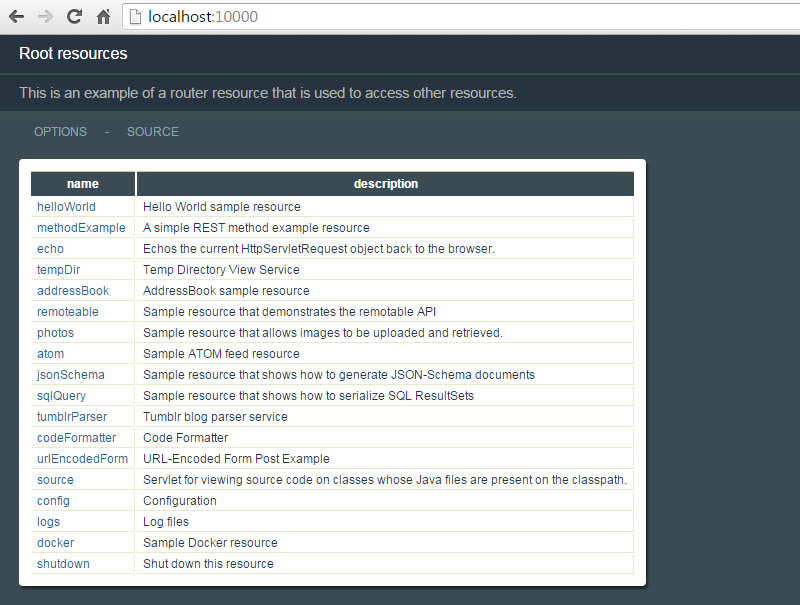 localhost:10000
Root resources
This is an example of a router resource that is used to access other resources.
OPTIONS - SOURCE
name description
helloWorld Hello World sample resource
methodExample A simple REST method example resource
echo Echos the current HttpServletRequest object back to the browser.
tempDir Temp Directory View Service
addressBook AddressBook sample resource
remoteable Sample resource that demonstrates the remotable API
photos Sample resource that allows images to be uploaded and retrieved.
atom Sample ATOM feed resource
jsonSchema Sample resource that shows how to generate JSON-Schema documents
sqlQuery Sample resource that shows how to serialize SQL ResultSets
tumblrParser Tumblr blog parser service
codeFormatter Code Formatter
urlEncodedForm URL-Encoded Form Post Example
source Servlet for viewing source code on classes whose Java files are present on the classpath.
config Configuration
logs Log files
docker Sample Docker resource
shutdown Shut down this resource